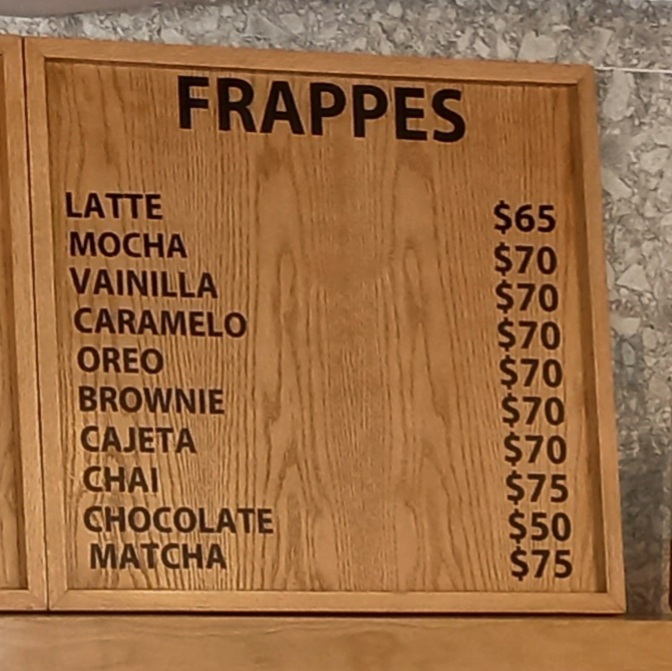 FRAPPES
LATTE $65
MOCHA $70
VAINILLA $70
CARAMELO $70
OREO $70
BROWNIE $70
CAJETA $70
CHAI $75
CHOCOLATE $50
MATCHA $75